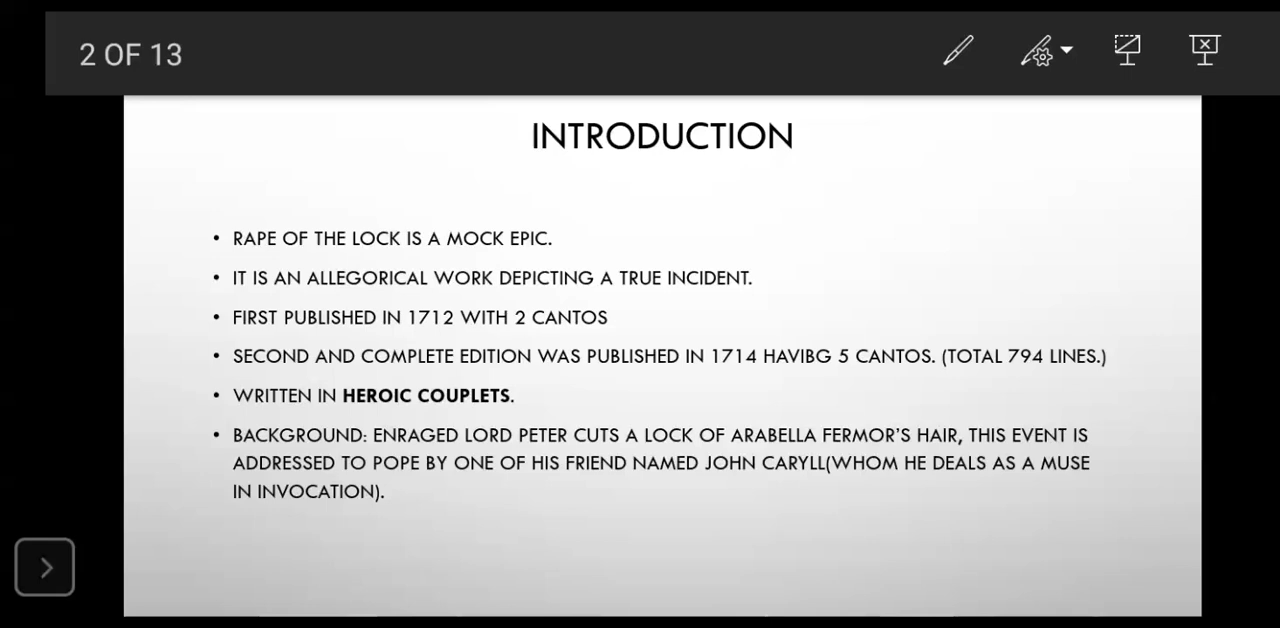 2 OF 13
INTRODUCTION
• RAPE OF THE LOCK IS A MOCK EPIC.
• IT IS AN ALLEGORICAL WORK DEPICTING A TRUE INCIDENT.
• FIRST PUBLISHED IN 1712 WITH 2 CANTOS
• SECOND AND COMPLETE EDITION WAS PUBLISHED IN 1714 HAVIBG 5 CANTOS. (TOTAL 794 LINES.)
• WRITTEN IN HEROIC COUPLETS.
• BACKGROUND: ENRAGED LORD PETER CUTS A LOCK OF ARABELLA FERMOR'S HAIR, THIS EVENT IS
ADDRESSED TO POPE BY ONE OF HIS FRIEND NAMED JOHN CARYLL(WHOM HE DEALS AS A MUSE
IN INVOCATION).